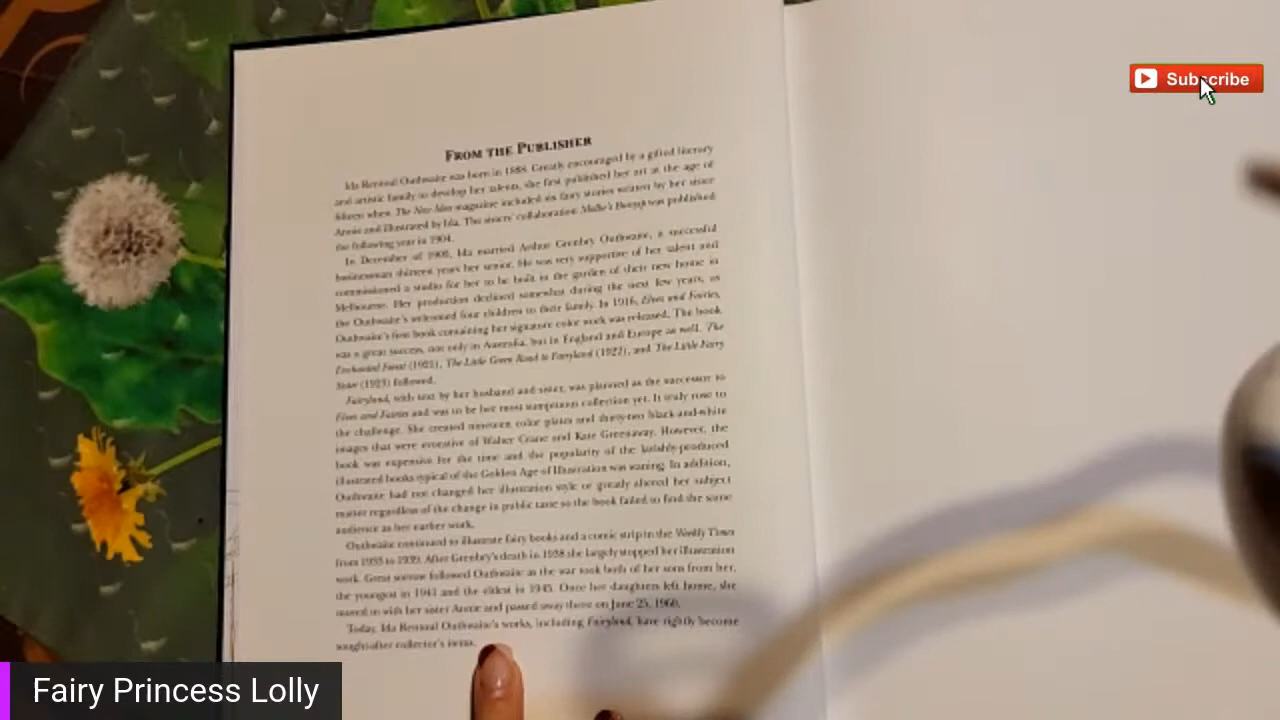 FROM THE PUBLISHER
Ida Rentoul Outhwaite was born in 1888. Greatly encouraged by a gifted literary
and artistic family to develop her talents, she first published her art at the age of
fifteen when The New Idea magazine included six fairy stories written by her sister
Annie and illustrated by Ida. The sisters' collaboration Mollie's Bunyip was published
the following year in 1904.
In December of 1909, Ida married Arthur Grenbry Outhwaite, a successful
businessman thirteen years her senior. He was very supportive of her talent and
commissioned a studio for her to be built in the garden of their new home in
Melbourne. Her production declined somewhat during the next few years, as
the Outhwaite's welcomed four children to their family. In 1916, Elves and Fairies,
Outhwaite's first book containing her signature color work was released. The book
was a great success, not only in Australia, but in England and Europe as well. The
Enchanted Forest (1921), The Little Green Road to Fairyland (1922), and The Little Fairy
Sister (1923) followed.
Fairyland, with text by her husband and sister, was planned as the successor to
Elves and Fairies and was to be her most sumptuous collection yet. It truly rose to
the challenge. She created nineteen color plates and thirty-two black-and-white
images that were evocative of Walter Crane and Kate Greenaway. However, the
book was expensive for the time and the popularity of the lavishly-produced
illustrated books typical of the Golden Age of Illustration was waning. In addition,
Outhwaite had not changed her illustration style or greatly altered her subject
matter regardless of the change in public taste so the book failed to find the same
audience as her earlier work.
Outhwaite continued to illustrate fairy books and a comic strip in the Weekly Times
from 1933 to 1939. After Grenbry's death in 1938 she largely stopped her illustration
work. Great sorrow followed Outhwaite as the war took both of her sons from her,
the youngest in 1941 and the eldest in 1945. Once her daughters left home, she
moved in with her sister Annie and passed away there on June 25, 1960.
Today, Ida Rentoul Outhwaite's works, including Fairyland, have rightly become
sought-after collector's items.
Subscribe
Fairy Princess Lolly